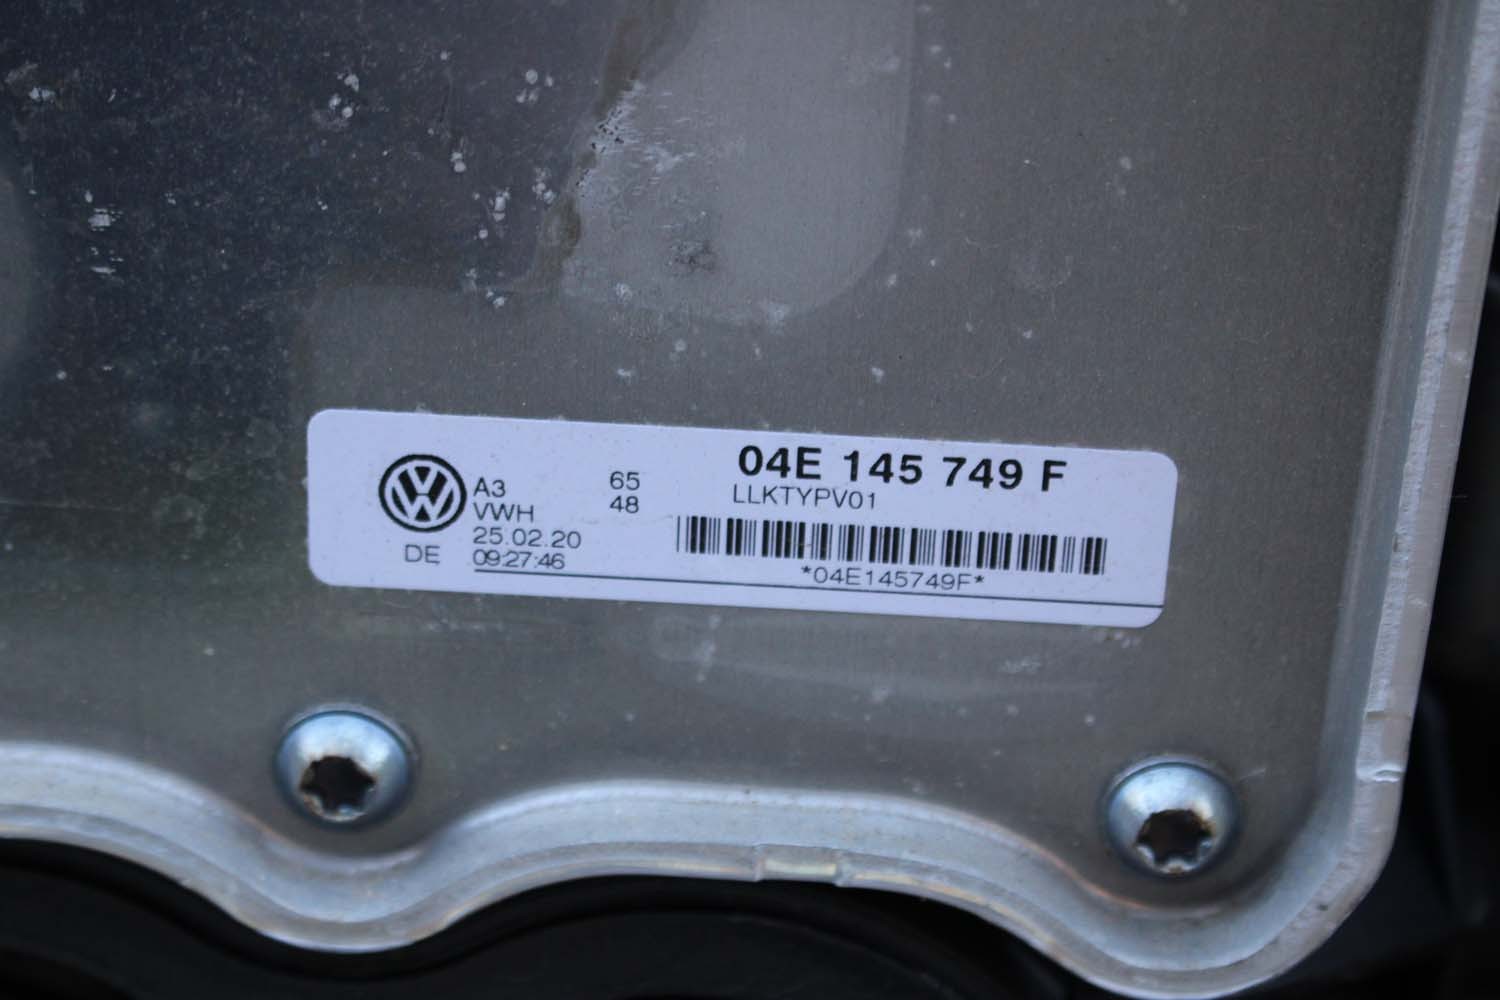 04E 145 749 F
LLKTYPV01
A3
VWH
25.02.20
09:27:46
DE
65
48
*04E145749F*